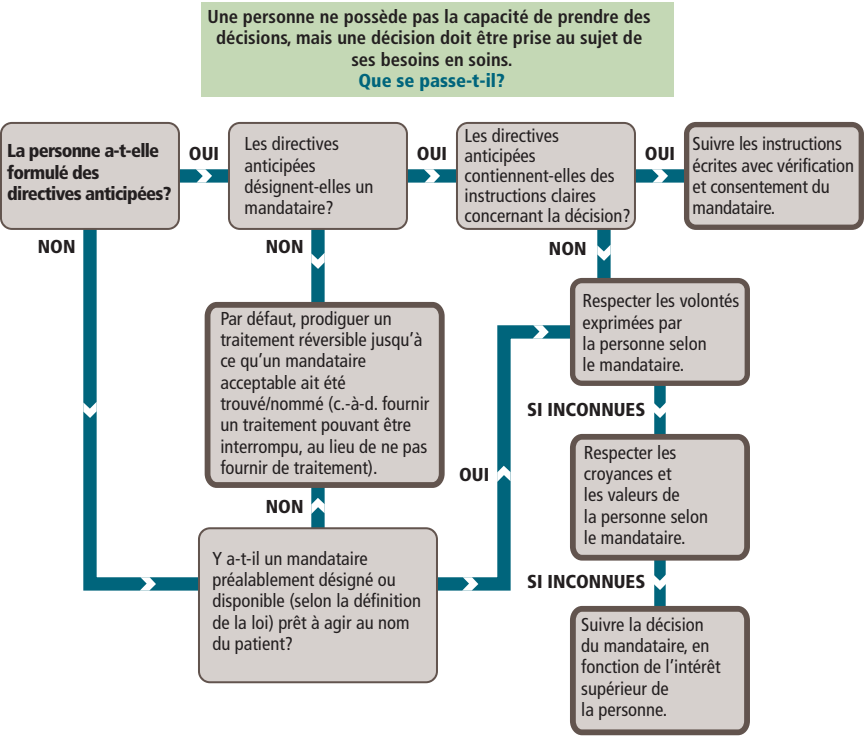 Une personne ne possède pas la capacité de prendre des
décisions, mais une décision doit être prise au sujet de
ses besoins en soins.
Que se passe-t-il?
La personne a-t-elle
formulé des
directives anticipées?
OUI
Les directives
anticipées
désignent-elles un
mandataire?
OUI
Les directives
anticipées
contiennent-elles des
instructions claires
concernant la décision?
OUI
Suivre les instructions
écrites avec vérification
et consentement du
mandataire.
NON
NON
NON
Par défaut, prodiguer un
traitement réversible jusqu'à
ce qu'un mandataire
acceptable ait été
trouvé/nommé (c.-à-d. fournir
un traitement pouvant être
interrompu, au lieu de ne pas
fournir de traitement).
Respecter les volontés
exprimées par
la personne selon
le mandataire.
SI INCONNUES
Respecter les
croyances et
les valeurs de
la personne selon
le mandataire.
OUI
NON
Y a-t-il un mandataire
préalablement désigné ou
disponible (selon la définition
de la loi) prêt à agir au nom
du patient?
SI INCONNUES
Suivre la décision
du mandataire, en
fonction de l'intérêt
supérieur de
la personne.